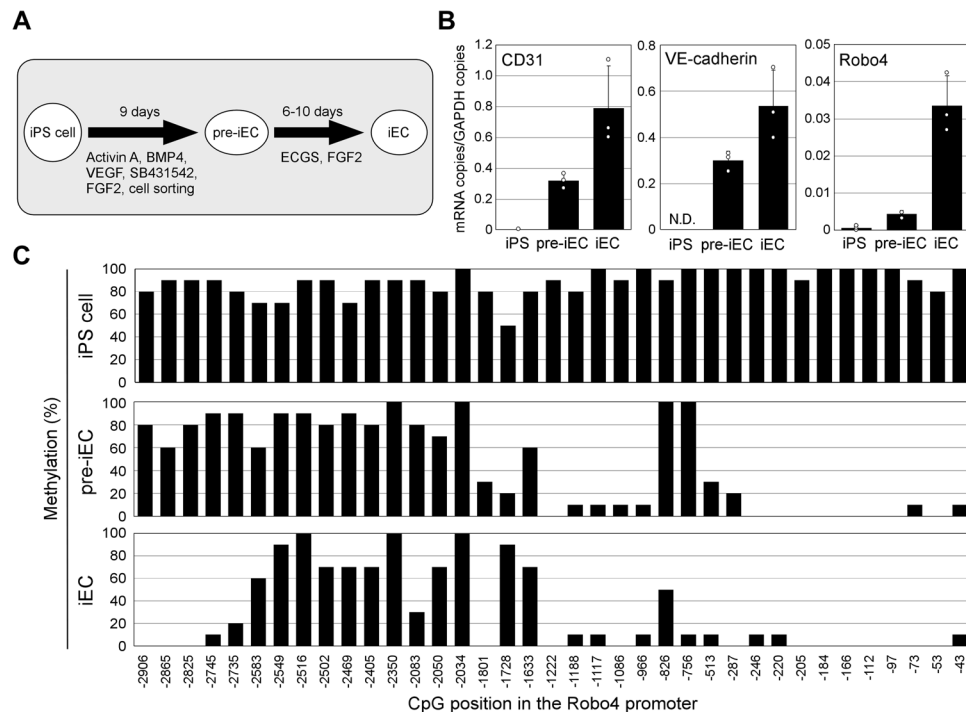 A
9 days
6-10 days
iPS cell
pre-iEC
iEC
Activin A, BMP4,
VEGF, SB431542,
FGF2, cell sorting
ECGS, FGF2
B
mRNA copies/GAPDH copies
1.2
1.0
0.8
0.6
0.4
0.2
0
CD31
iPS pre-iEC iEC
0.8
0.6
0.4
0.2
0
VE-cadherin
N.D.
iPS pre-iEC iEC
0.05
0.04
0.03
0.02
0.01
0
Robo4
iPS pre-iEC iEC
C
Methylation (%)
iPS cell
100
80
60
40
20
0
pre-iEC
100
80
60
40
20
0
iEC
100
80
60
40
20
0
-2906 -2865 -2825 -2745 -2735 -2583 -2549 -2516 -2502 -2469 -2405 -2350 -2083 -2050 -2034 -1801 -1728 -1633 -1222 -1188 -1117 -1086 -966 -826 -756 -513 -287 -246 -220 -205 -184 -166 -112 -97 -73 -53 -43
CpG position in the Robo4 promoter